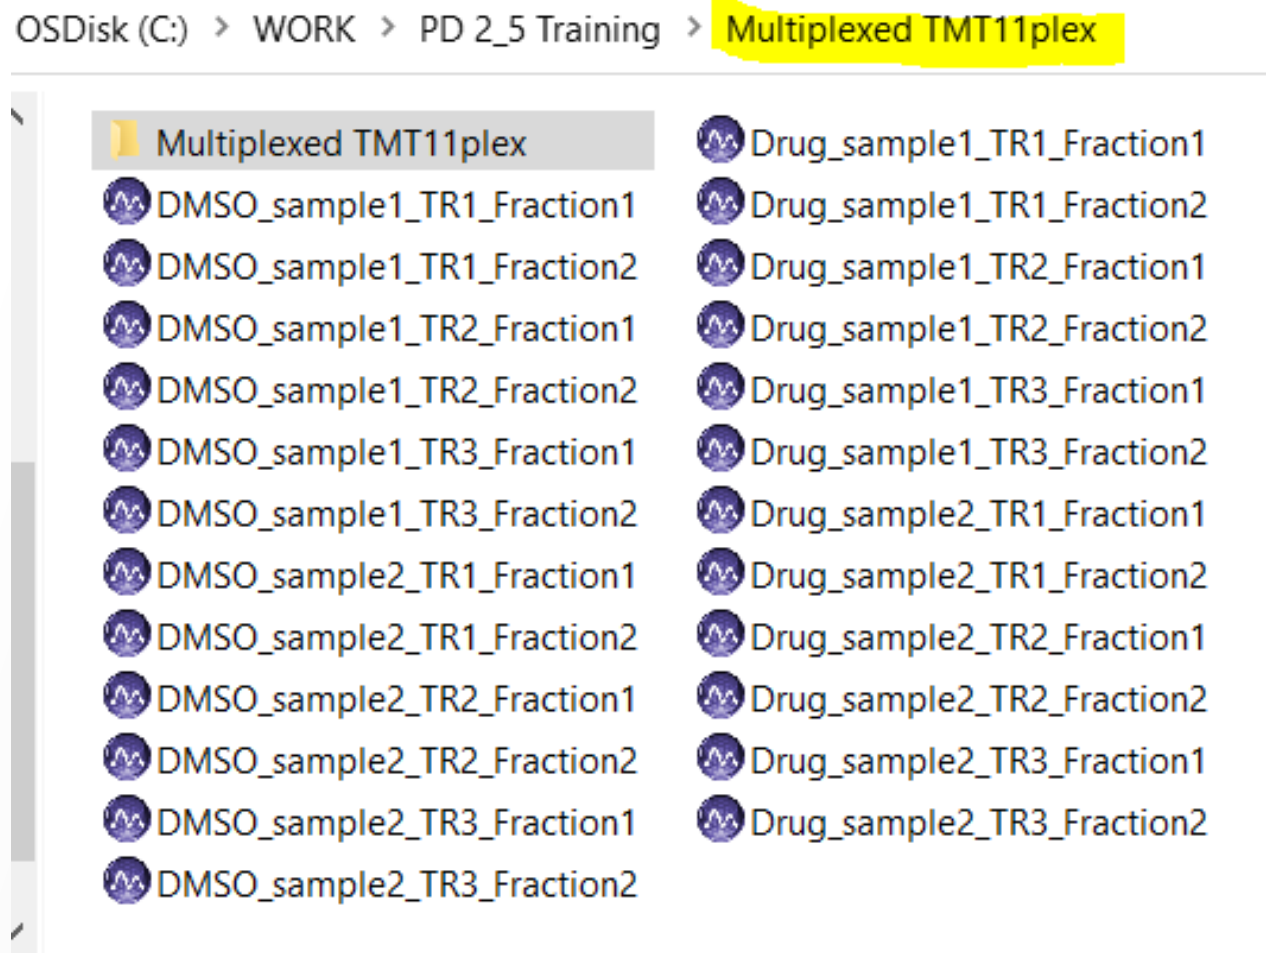 OSDisk (C:) > WORK > PD 2_5 Training > Multiplexed TMT11plex
Multiplexed TMT11plex
DMSO_sample1_TR1_Fraction1
DMSO_sample1_TR1_Fraction2
DMSO_sample1_TR2_Fraction1
DMSO_sample1_TR2_Fraction2
DMSO_sample1_TR3_Fraction1
DMSO_sample1_TR3_Fraction2
DMSO_sample2_TR1_Fraction1
DMSO_sample2_TR1_Fraction2
DMSO_sample2_TR2_Fraction1
DMSO_sample2_TR2_Fraction2
DMSO_sample2_TR3_Fraction1
DMSO_sample2_TR3_Fraction2
Drug_sample1_TR1_Fraction1
Drug_sample1_TR1_Fraction2
Drug_sample1_TR2_Fraction1
Drug_sample1_TR2_Fraction2
Drug_sample1_TR3_Fraction1
Drug_sample1_TR3_Fraction2
Drug_sample2_TR1_Fraction1
Drug_sample2_TR1_Fraction2
Drug_sample2_TR2_Fraction1
Drug_sample2_TR2_Fraction2
Drug_sample2_TR3_Fraction1
Drug_sample2_TR3_Fraction2